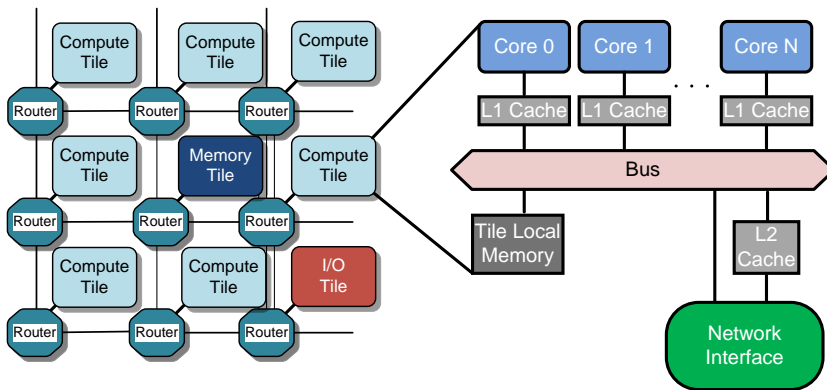 Compute
Tile
Compute
Tile
Compute
Tile
Router
Router
Router
Compute
Tile
Memory
Tile
Compute
Tile
Router
Router
Router
Compute
Tile
Compute
Tile
I/O
Tile
Router
Router
Router
Core 0
Core 1
. . .
Core N
L1 Cache
L1 Cache
L1 Cache
Bus
Tile Local
Memory
L2
Cache
Network
Interface